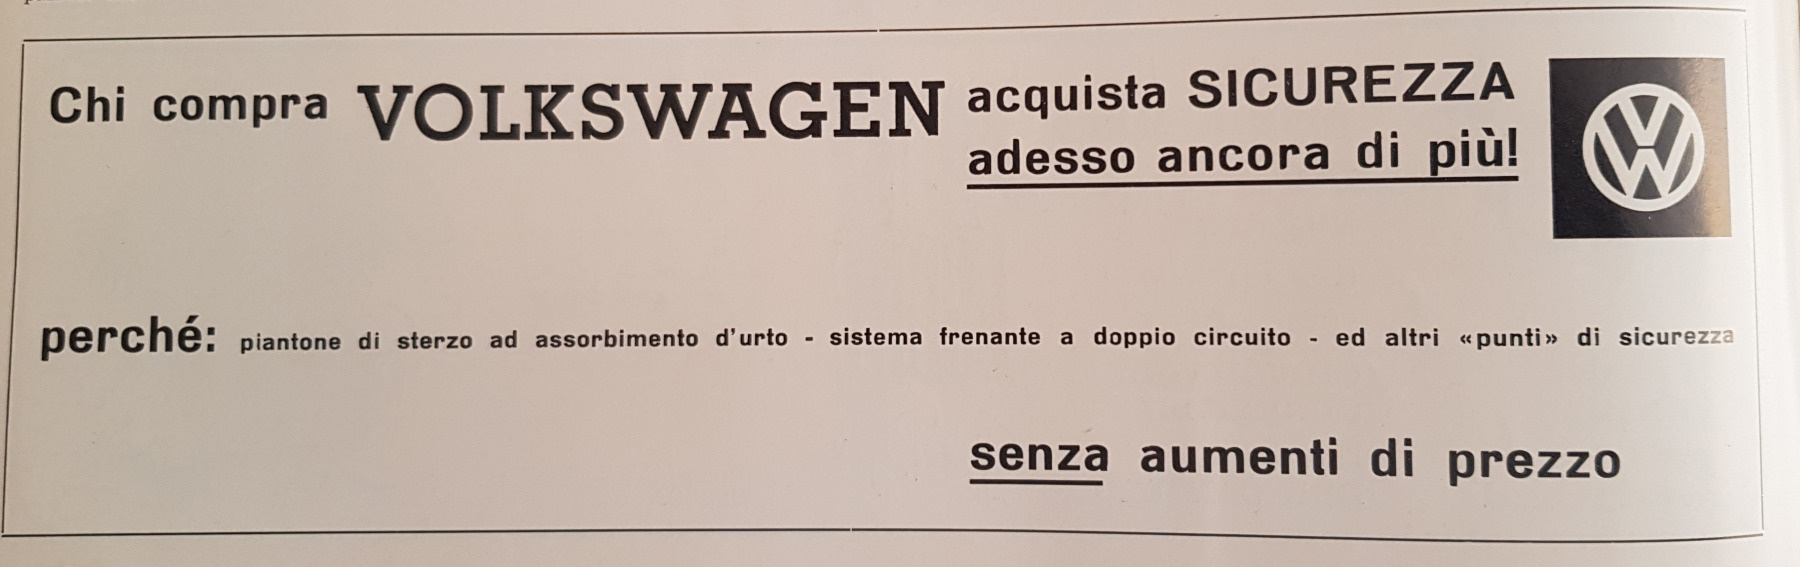 Chi compra VOLKSWAGEN acquista SICUREZZA
adesso ancora di più!
VW
perché: piantone di sterzo ad assorbimento d'urto - sistema frenante a doppio circuito - ed altri «punti» di sicurezza
senza aumenti di prezzo